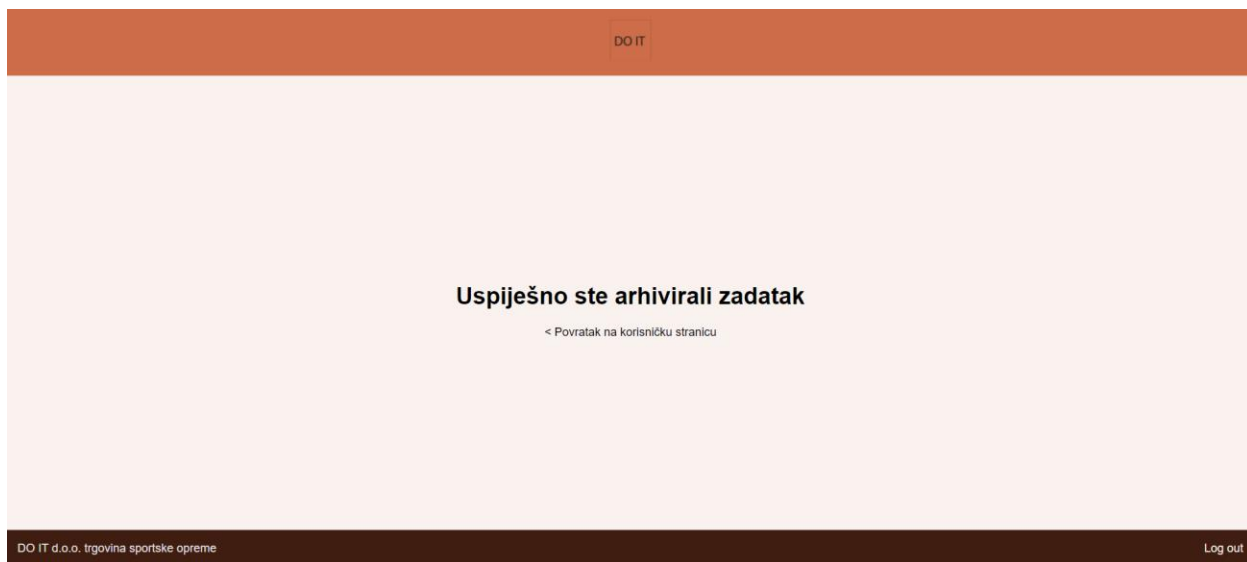 DO IT
Uspiješno ste arhivirali zadatak
< Povratak na korisničku stranicu
DO IT d.o.o. trgovina sportske opreme
Log out